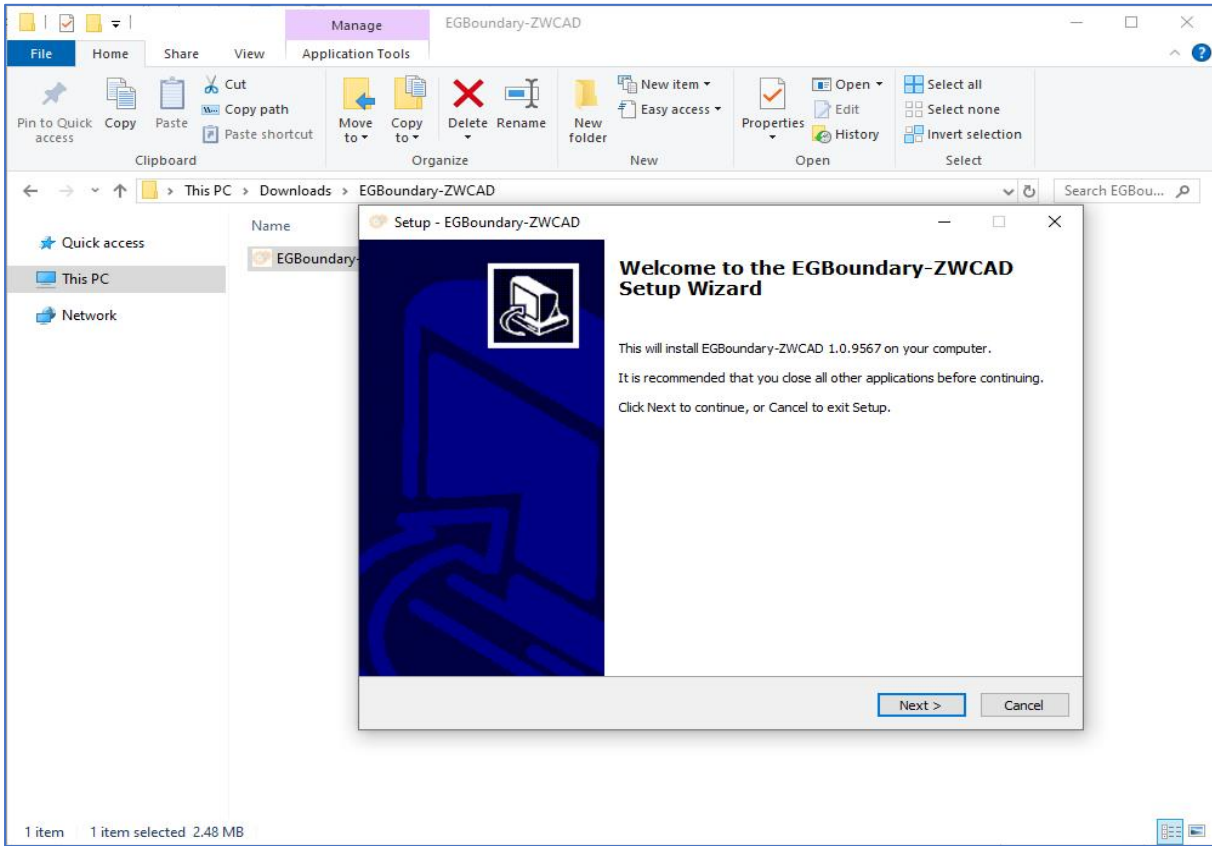 Manage
EGBoundary-ZWCAD
File
Home
Share
View
Application Tools
Pin to Quick
access
Copy
Paste
Cut
Copy path
Paste shortcut
Clipboard
Move
to
Copy
to
Delete
Rename
Organize
New
folder
New item
Easy access
New
Properties
Open
Edit
History
Open
Select all
Select none
Invert selection
Select
This PC > Downloads > EGBoundary-ZWCAD
Search EGBou...
Quick access
This PC
Network
Name
EGBoundary-
Setup - EGBoundary-ZWCAD
Welcome to the EGBoundary-ZWCAD
Setup Wizard
This will install EGBoundary-ZWCAD 1.0.9567 on your computer.
It is recommended that you close all other applications before continuing.
Click Next to continue, or Cancel to exit Setup.
Next >
Cancel
1 item
1 item selected 2.48 MB